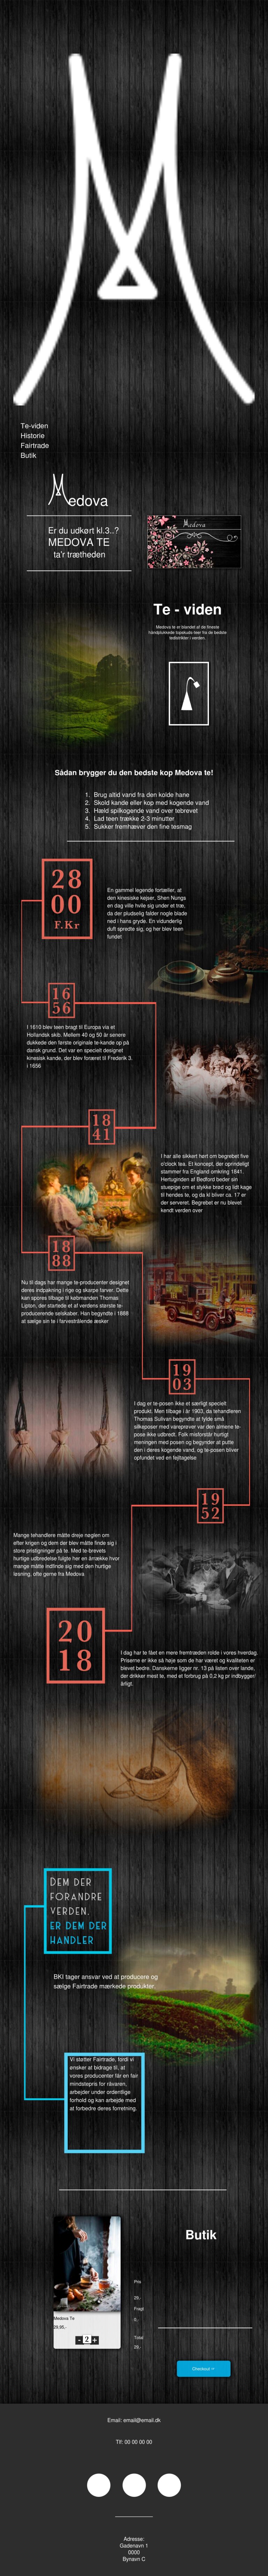 Te-viden
Historie
Fairtrade
Butik
Medova
Er du udkørt kl.3..?
MEDOVA TE
ta'r trætheden
Medova
Te - viden
Medova te er blandet af de fineste
håndplukkede topskuds-teer fra de bedste
tedistrikter i verden.
Sådan brygger du den bedste kop Medova te!
1. Brug altid vand fra den kolde hane
2. Skold kande eller kop med kogende vand
3. Hæld spilkogende vand over tebrevet
4. Lad teen trække 2-3 minutter
5. Sukker fremhæver den fine tesmag
28
00
F.Kr
En gammel legende fortæller, at
den kinesiske kejser, Shen Nungs
en dag ville hvile sig under et træ,
da der pludselig falder nogle blade
ned i hans gryde. En vidunderlig
duft spredte sig, og her blev teen
fundet
16
56
I 1610 blev teen bragt til Europa via et
Hollandsk skib. Mellem 40 og 50 år senere
dukkede den første originale te-kande op på
dansk grund. Det var en specielt designet
kinesisk kande, der blev foræret til Frederik 3.
i 1656
18
41
I har alle sikkert hørt om begrebet five
o'clock tea. Et koncept, der oprindeligt
stammer fra England omkring 1841.
Hertuginden af Bedford beder sin
stuepige om et stykke brød og lidt kage
til hendes te, og da kl bliver ca. 17 er
der serveret. Begrebet er nu blevet
kendt verden over
18
88
Nu til dags har mange te-producenter designet
deres indpakning i rige og skarpe farver. Dette
kan spores tilbage til købmanden Thomas
Lipton, der startede et af verdens største te-
producerende selskaber. Han begyndte i 1888
at sælge sin te i farvestrålende æsker
19
03
I dag er te-posen ikke et særligt specielt
produkt. Men tilbage i år 1903, da tehandleren
Thomas Sulivan begyndte at fylde små
silkeposer med vareprøver var den almene te-
pose ikke udbredt. Folk misforstår hurtigt
meningen med posen og begynder at putte
den i deres kogende vand, og te-posen bliver
opfundet ved en fejltagelse
19
52
Mange tehandlere måtte dreje nøglen om
efter krigen og dem der blev måtte finde sig i
store prisstigninger på te. Med te-brevets
hurtige udbredelse fulgte her en årrække hvor
mange måtte indfinde sig med den hurtige
løsning, ofte gerne fra Medova
20
18
I dag har te fået en mere fremtræden rolle i vores hverdag.
Priserne er ikke så høje som de har været og kvaliteten er
blevet bedre. Danskerne ligger nr. 13 på listen over lande,
der drikker mest te, med et forbrug på 0,2 kg pr indbygger/
årligt.
DEM DER
FORANDRE
VERDEN,
ER DEM DER
HANDLER
BKI tager ansvar ved at producere og
sælge Fairtrade mærkede produkter.
Vi støtter Fairtrade, fordi vi
ønsker at bidrage til, at
vores producenter får en fair
mindstepris for råvaren,
arbejder under ordentlige
forhold og kan arbejde med
at forbedre deres forretning.
Butik
Medova Te
29,95,-
- 2 +
Pris
29,-
Fragt
0,-
Total
29,-
Checkout
Email: email@email.dk
Tlf: 00 00 00 00
Adresse:
Gadenavn 1
0000
Bynavn C